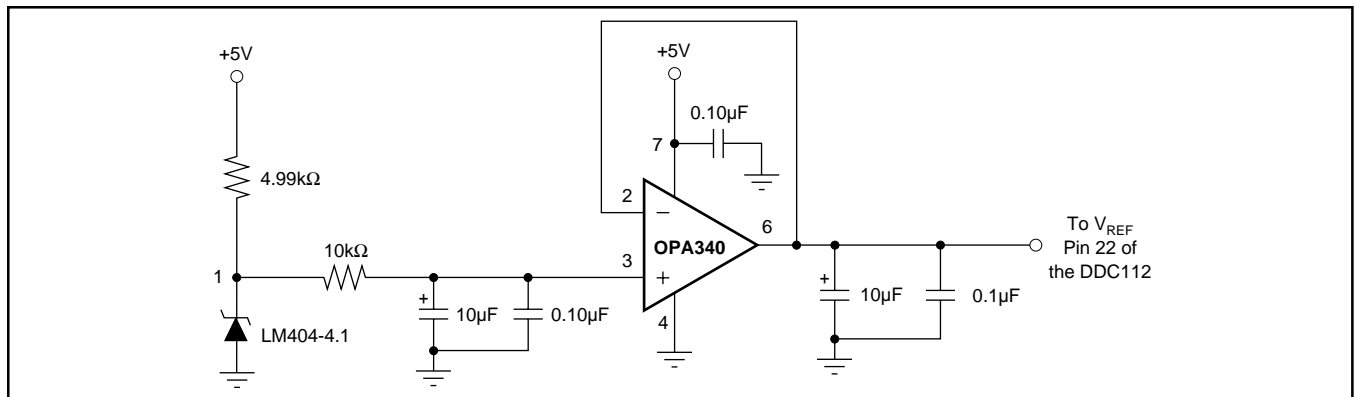 +5V
4.99kΩ
1
10kΩ
LM404-4.1
10µF
0.10µF
+
+5V
0.10µF
7
2
−
OPA340
6
3
+
4
10µF
0.1µF
+
To VREF
Pin 22 of
the DDC112